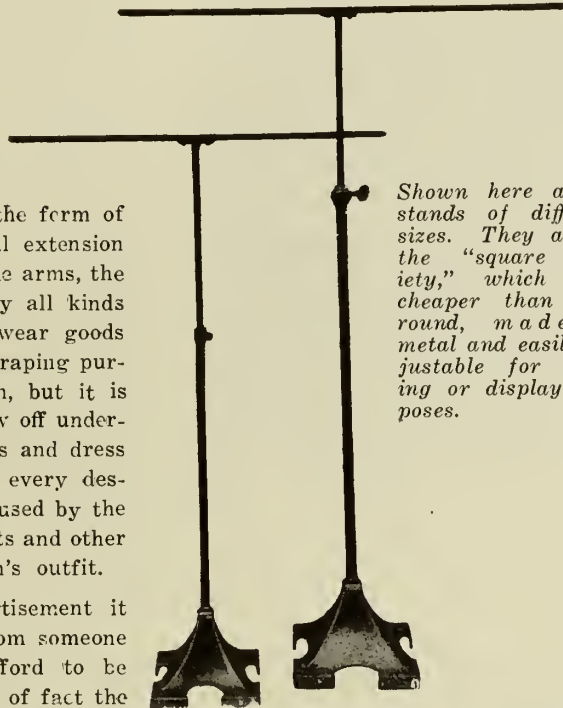 the form of
l extension
e arms, the
y all kinds
wear goods
raping pur-
n, but it is
w off under-
s and dress
every des-
used by the
ts and other
n's outfit.
rtisement it
om someone
fford to be
of fact the
Shown here a
stands of diff
sizes. They a
the "square
iety," which
cheaper than
round, made
metal and easil
justable for
ing or display
poses.